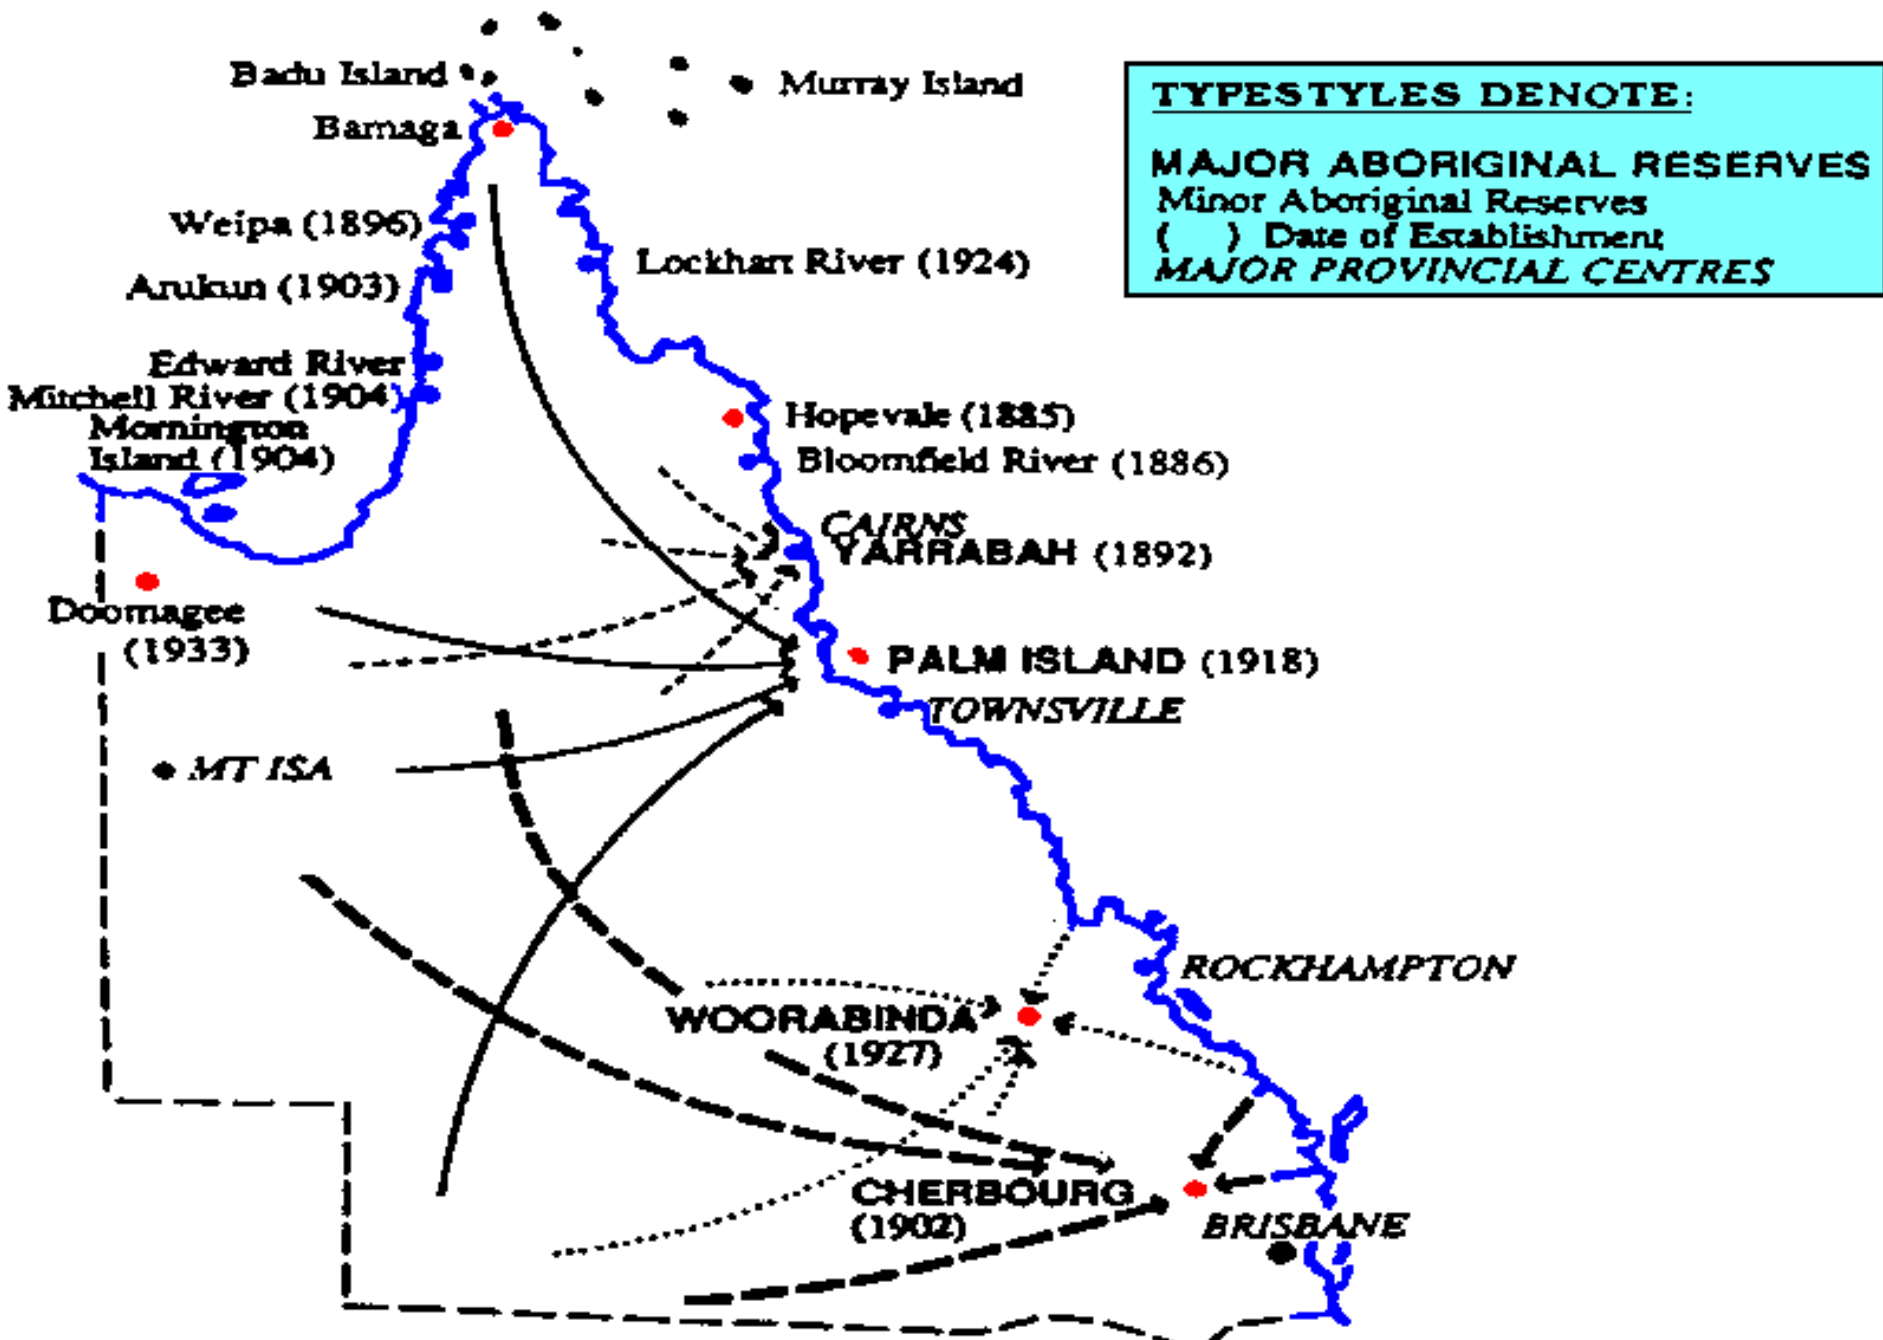 Badu Island
Murray Island
Bamaga
TYPESTYLES DENOTE:
MAJOR ABORIGINAL RESERVES
Minor Aboriginal Reserves
( ) Date of Establishment
MAJOR PROVINCIAL CENTRES
Weipa (1896)
Lockhart River (1924)
Arukun (1903)
Edward River
Mitchell River (1904)
Mornington
Island (1904)
Hopevale (1885)
Bloomfield River (1886)
CAIRNS
YARRABAH (1892)
Doomagee
(1933)
PALM ISLAND (1918)
TOWNSVILLE
MT ISA
ROCKHAMPTON
WOORABINDA
(1927)
CHERBOURG
(1902)
BRISBANE